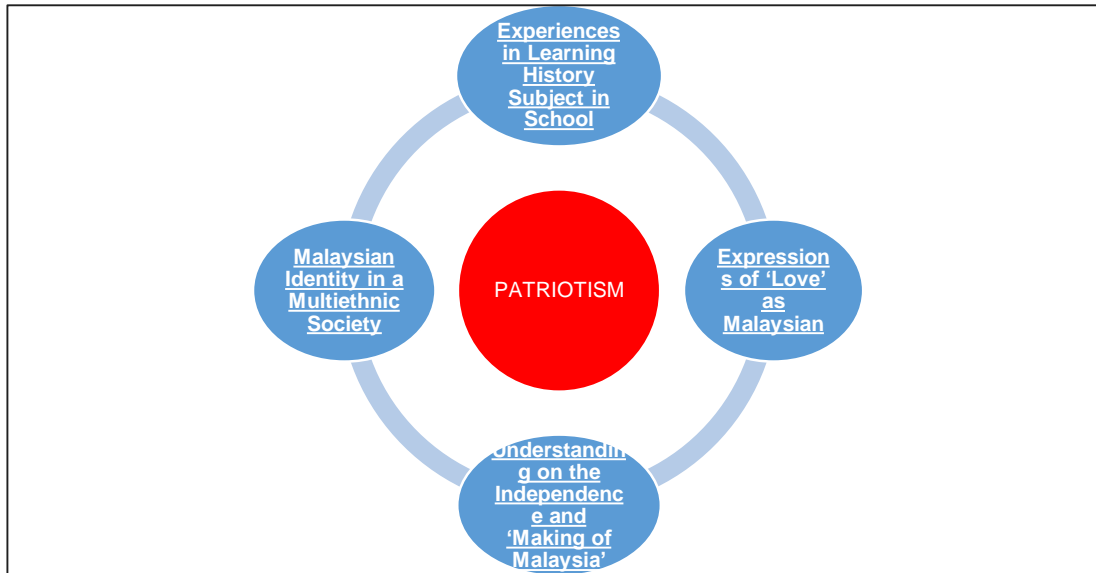 Experiences
in Learning
History
Subject in
School
Malaysian
Identity in a
Multiethnic
Society
PATRIOTISM
Expression
s of ‘Love’
as
Malaysian
Understandin
g on the
Independenc
e and
‘Making of
Malaysia’